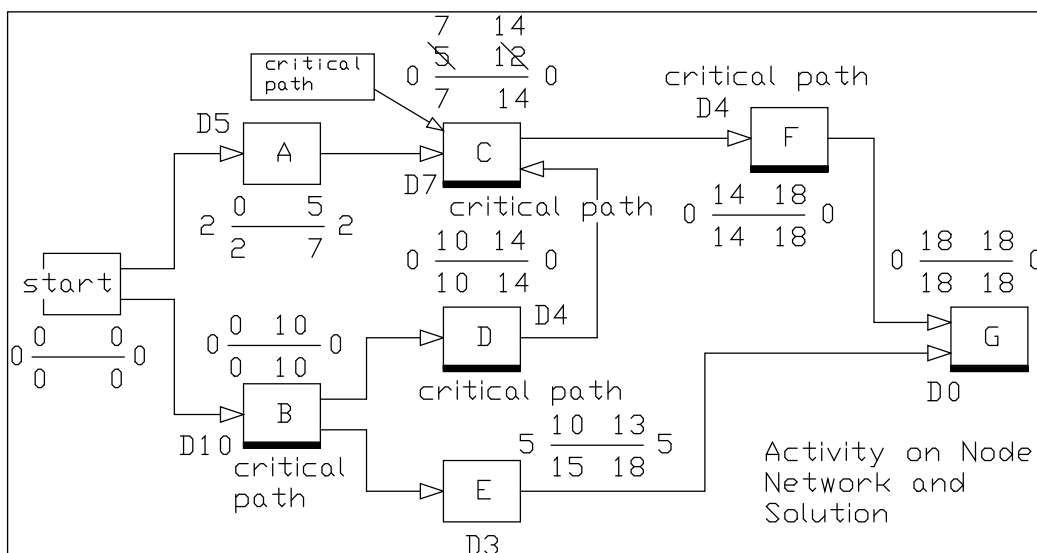 7 14
5 12
0 0
7 14
critical
path
critical path
D4
D5
A
C
F
D7
0 5
2 2
2 7
critical path
14 18
0 0
14 18
10 14
0 0
10 14
18 18
0 0
18 18
start
0 0
0 0
0 0
0 10
0 0
0 10
D
D4
G
D0
critical path
B
D10
critical
path
10 13
5 5
15 18
E
D3
Activity on Node
Network and
Solution